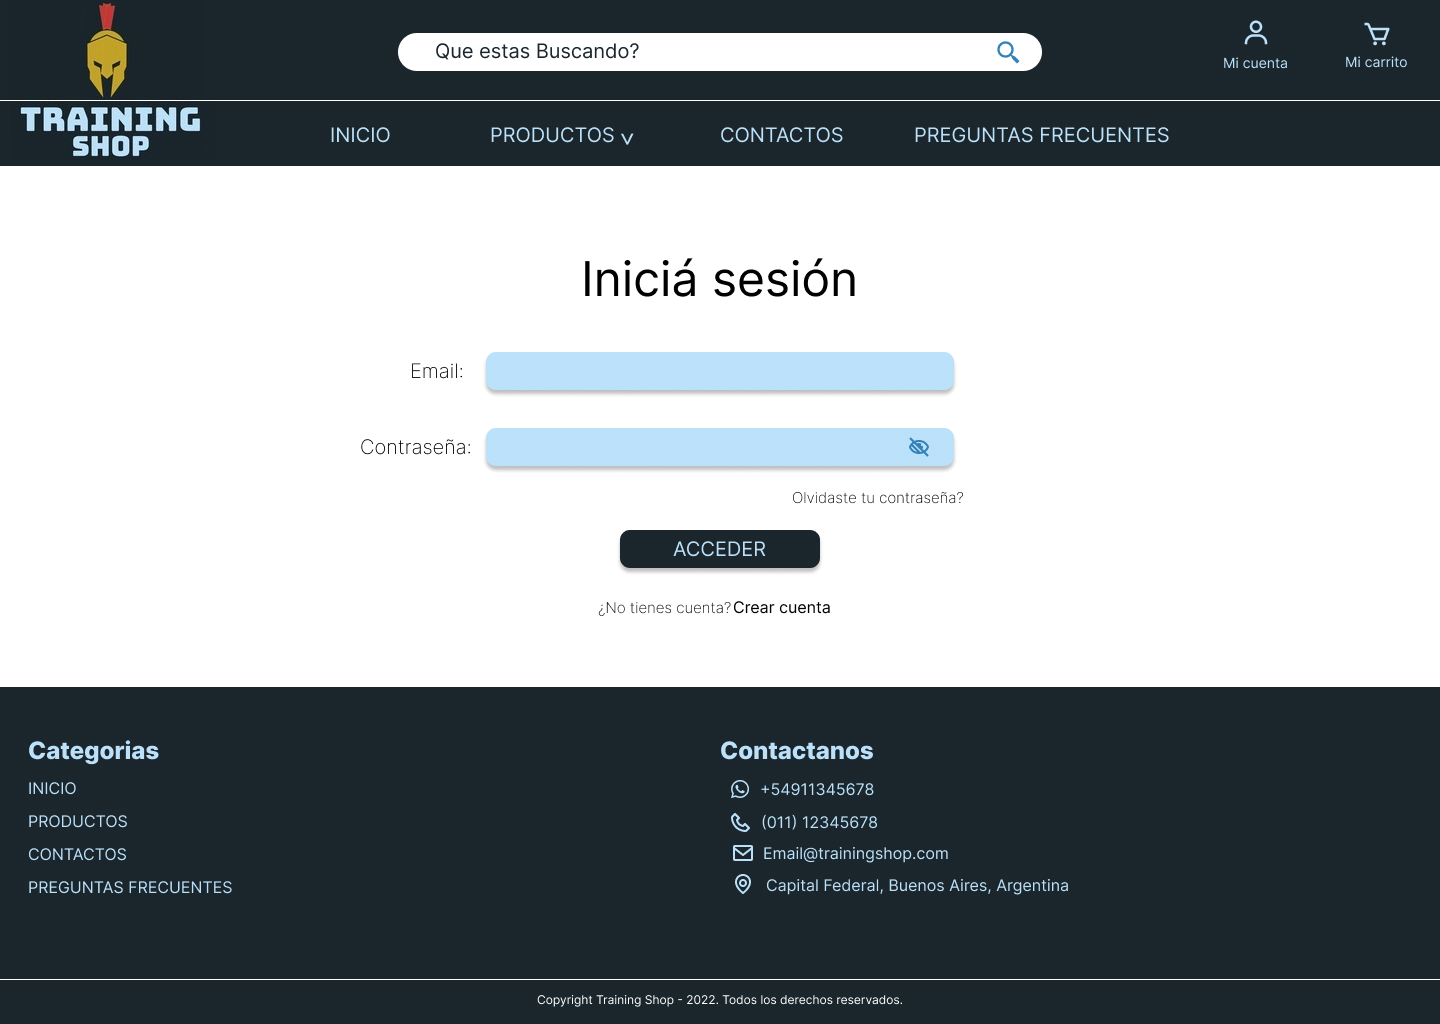 Que estas Buscando?
Mi cuenta
Mi carrito
TRAINING
SHOP
INICIO
PRODUCTOS
CONTACTOS
PREGUNTAS FRECUENTES
Iniciá sesión
Email:
Contraseña:
Olvidaste tu contraseña?
ACCEDER
¿No tienes cuenta? Crear cuenta
Categorias
INICIO
PRODUCTOS
CONTACTOS
PREGUNTAS FRECUENTES
Contactanos
+54911345678
(011) 12345678
Email@trainingshop.com
Capital Federal, Buenos Aires, Argentina
Copyright Training Shop - 2022. Todos los derechos reservados.